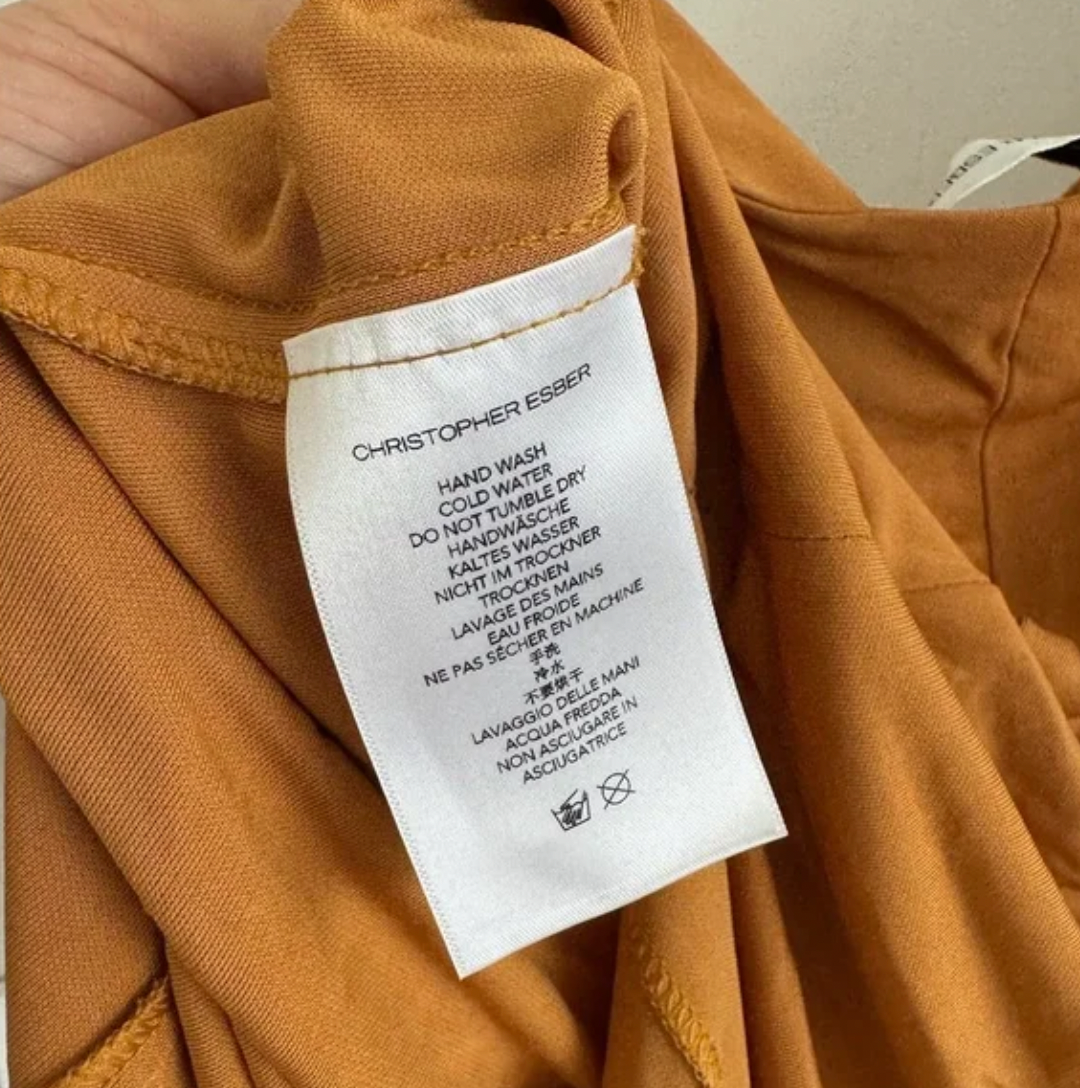 CHRISTOPHER ESBER
HAND WASH
COLD WATER
DO NOT TUMBLE DRY
HANDWÄSCHE
KALTES WASSER
NICHT IM TROCKNER
TROCKNEN
LAVAGE DES MAINS
EAU FROIDE
NE PAS SÉCHER EN MACHINE
手洗
冷水
不要烘干
LAVAGGIO DELLE MANI
ACQUA FREDDA
NON ASCIUGARE IN
ASCIUGATRICE